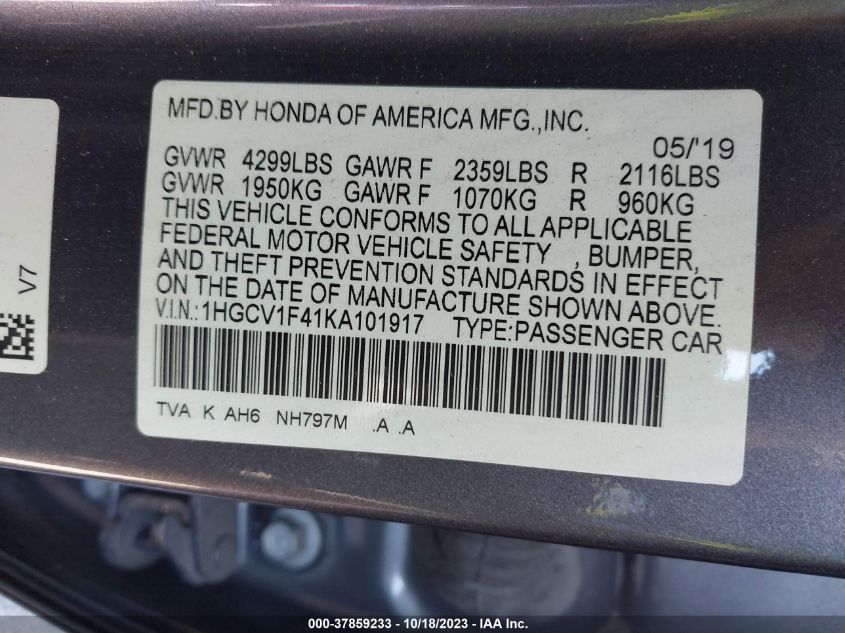 MFD.BY HONDA OF AMERICA MFG.,INC.
05/'19
GVWR 4299LBS GAWR F 2359LBS R 2116LBS
GVWR 1950KG GAWR F 1070KG R 960KG
THIS VEHICLE CONFORMS TO ALL APPLICABLE
FEDERAL MOTOR VEHICLE SAFETY , BUMPER,
AND THEFT PREVENTION STANDARDS IN EFFECT
ON THE DATE OF MANUFACTURE SHOWN ABOVE.
V.I.N.:1HGCV1F41KA101917 TYPE:PASSENGER CAR
TVA K AH6 NH797M .A .A
V7
000-37859233 - 10/18/2023 - IAA Inc.